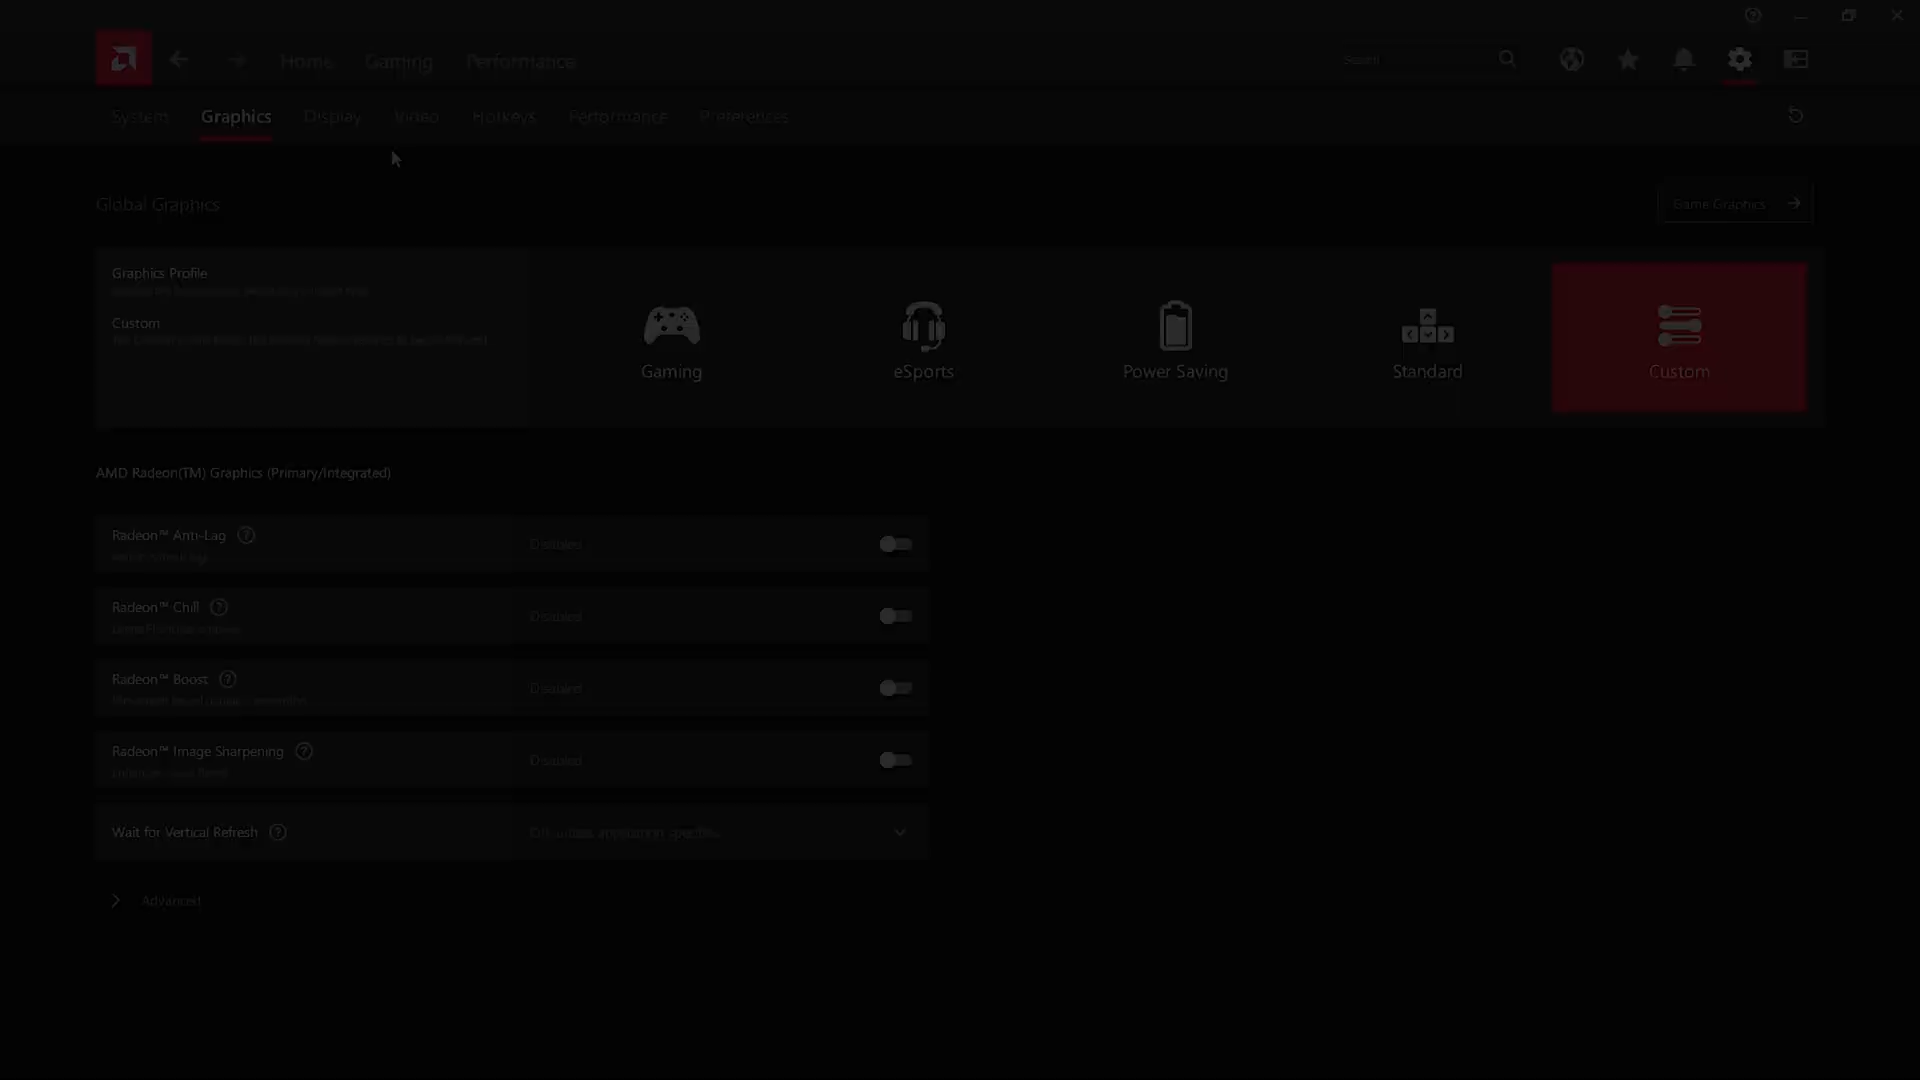 Home Gaming Performance Search
System Graphics Display Video Hotkeys Performance Preferences
Global Graphics
Game Graphics
Graphics Profile
Custom
Gaming
eSports
Power Saving
Standard
Custom
AMD Radeon(TM) Graphics (Primary/Integrated)
Radeon™ Anti-Lag
Disabled
Radeon™ Chill
Disabled
Radeon™ Boost
Disabled
Radeon™ Image Sharpening
Disabled
Wait for Vertical Refresh
Off, unless application specifies
Advanced